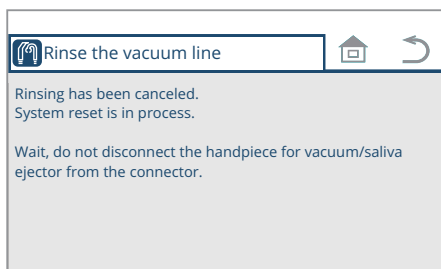 Rinse the vacuum line
Rinsing has been canceled.
System reset is in process.
Wait, do not disconnect the handpiece for vacuum/saliva
ejector from the connector.